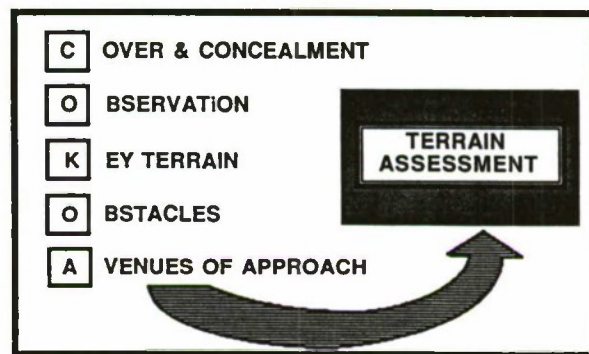 C OVER & CONCEALMENT
O BSERVATION
K EY TERRAIN
O BSTACLES
A VENUES OF APPROACH
TERRAIN
ASSESSMENT